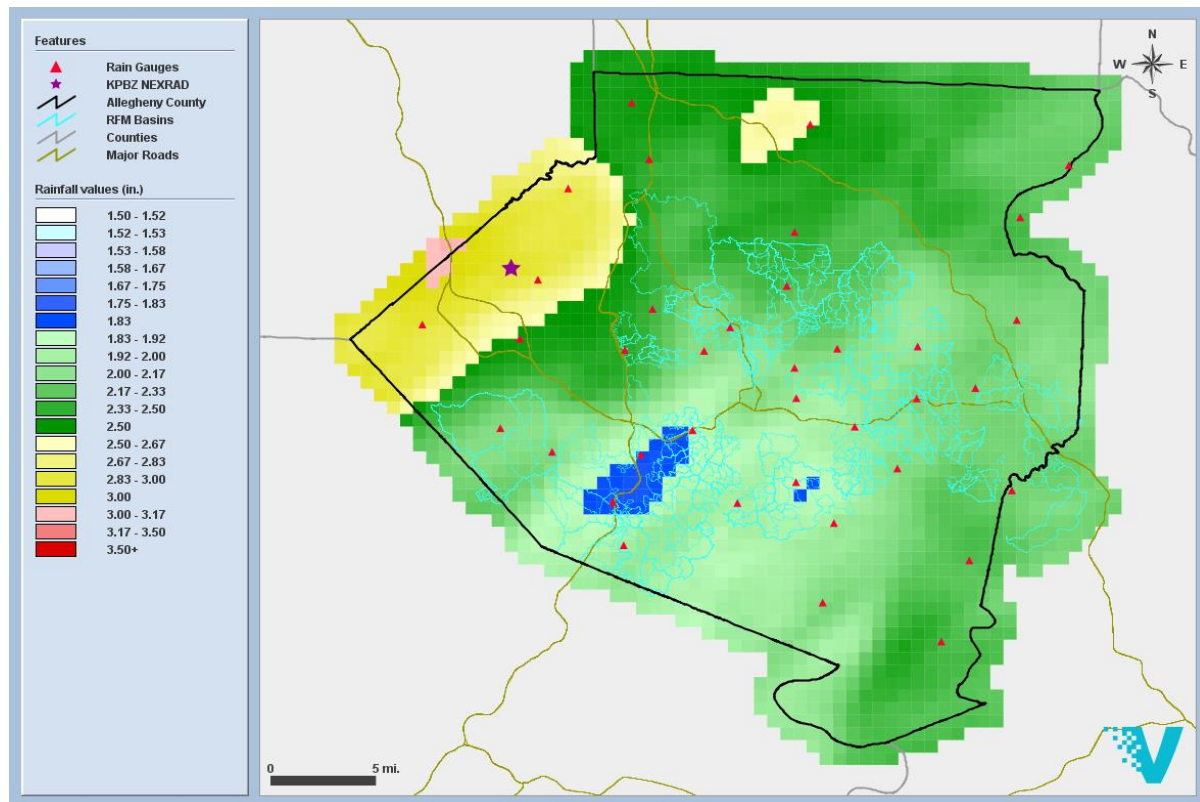 Features
Rain Gauges
KPBZ NEXRAD
Allegheny County
RFM Basins
Counties
Major Roads
Rainfall values (in.)
1.50 - 1.52
1.52 - 1.53
1.53 - 1.58
1.58 - 1.67
1.67 - 1.75
1.75 - 1.83
1.83
1.83 - 1.92
1.92 - 2.00
2.00 - 2.17
2.17 - 2.33
2.33 - 2.50
2.50
2.50 - 2.67
2.67 - 2.83
2.83 - 3.00
3.00
3.00 - 3.17
3.17 - 3.50
3.50+
N
W E
S
0 5 mi.
V